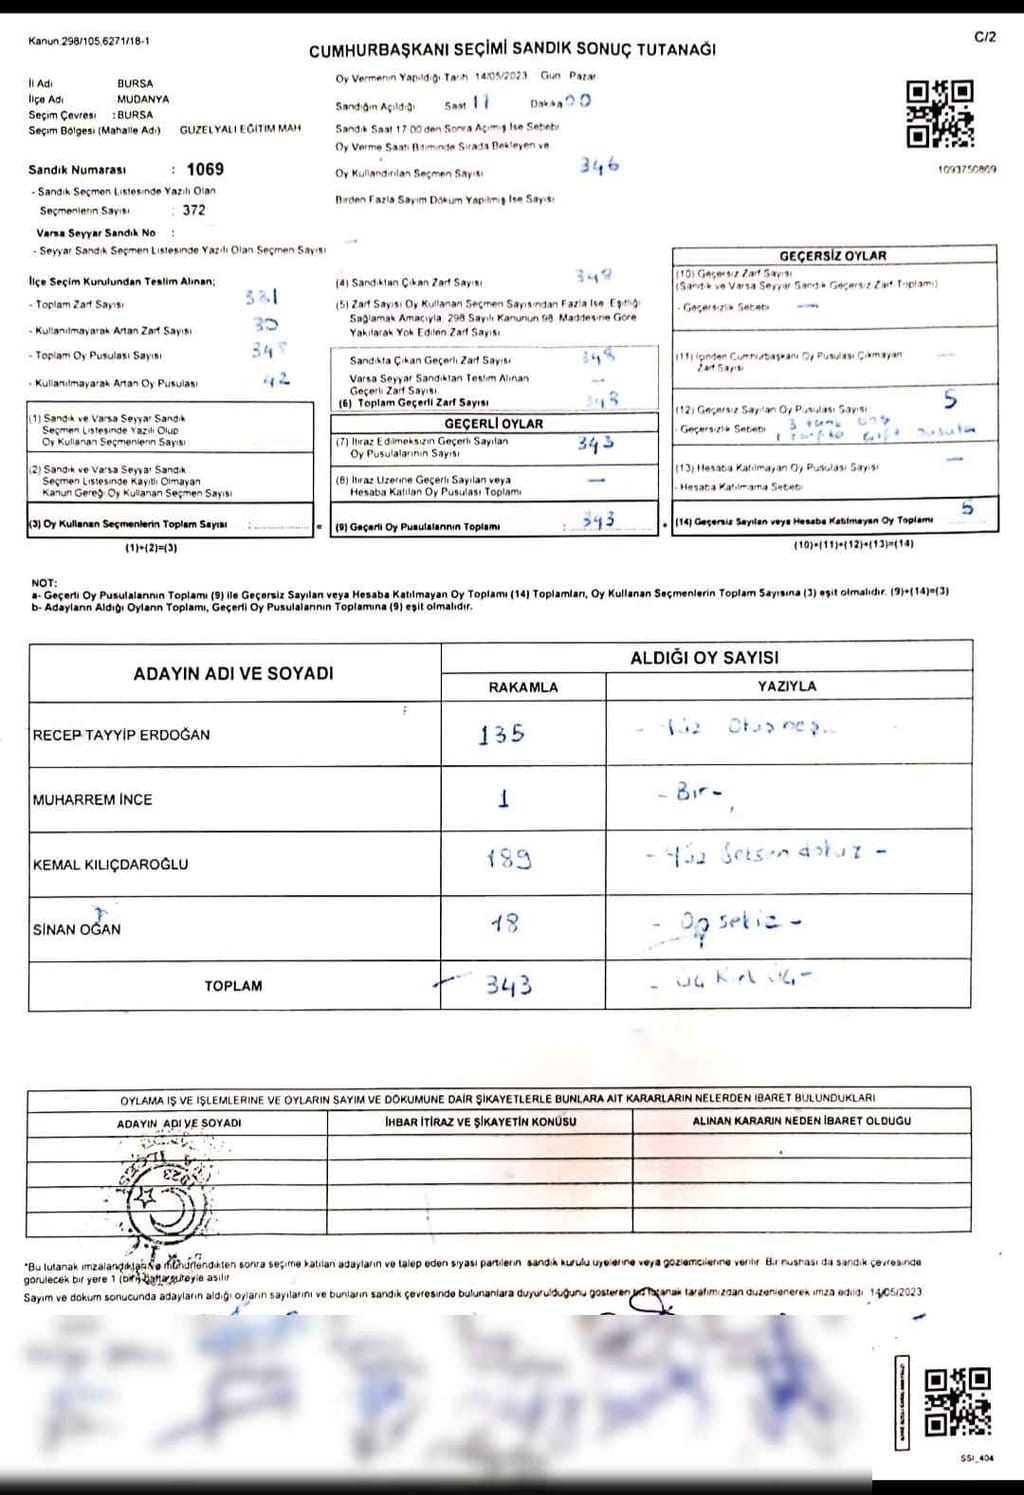 Kanun 298/105.6271/18-1
C/2
CUMHURBAŞKANI SEÇİMİ SANDIK SONUÇ TUTANAĞI
İl Adı BURSA
İlçe Adı MUDANYA
Seçim Çevresi : BURSA
Seçim Bölgesi (Mahalle Adı) GUZELYALI EĞITIM MAH
Sandık Numarası : 1069
- Sandık Seçmen Listesinde Yazılı Olan
Seçmenlerin Sayısı : 372
Varsa Seyyar Sandık No :
- Seyyar Sandık Seçmen Listesinde Yazılı Olan Seçmen Sayısı
Oy Vermenin Yapıldığı Tarih 14/05/2023 Gün Pazar
Sandığın Açıldığı Saat 17 Dakika 00
Sandık Saat 17 00 den Sonra Açılmış İse Sebebi
Oy Verme Saati Bitiminde Sırada Bekleyen ve
Oy Kullandırılan Seçmen Sayısı 346
Birden Fazla Sayım Döküm Yapılmış İse Sayısı
1093750809
İlçe Seçim Kurulundan Teslim Alınan;
- Toplam Zarf Sayısı 381
- Kullanılmayarak Artan Zarf Sayısı
- Toplam Oy Pusulası Sayısı
- Kullanılmayarak Artan Oy Pusulası 42
(1) Sandık ve Varsa Seyyar Sandık
Seçmen Listesinde Yazılı Olup
Oy Kullanan Seçmenlerin Sayısı
(2) Sandık ve Varsa Seyyar Sandık
Seçmen Listesinde Kayıtlı Olmayan
Kanun Gereği Oy Kullanan Seçmen Sayısı
(3) Oy Kullanan Seçmenlerin Toplam Sayısı : =
(1)+(2)=(3)
(4) Sandıktan Çıkan Zarf Sayısı 348
(5) Zarf Sayısı Oy Kullanan Seçmen Sayısından Fazla İse Eşitliği
Sağlamak Amacıyla, 298 Sayılı Kanunun 98. Maddesine Göre
Yakılarak Yok Edilen Zarf Sayısı
Sandıkta Çıkan Geçerli Zarf Sayısı 348
Varsa Seyyar Sandıktan Teslim Alınan —
Geçerli Zarf Sayısı
(6) Toplam Geçerli Zarf Sayısı 348
GEÇERLİ OYLAR
(7) İtiraz Edilmeksizin Geçerli Sayılan 343
Oy Pusulalarının Sayısı
(8) İtiraz Üzerine Geçerli Sayılan veya —
Hesaba Katılan Oy Pusulası Toplamı
(9) Geçerli Oy Pusulalarının Toplamı : 343
GEÇERSİZ OYLAR
(10) Geçersiz Zarf Sayısı
(Sandık ve Varsa Seyyar Sandık Geçersiz Zarf Toplamı)
- Geçersizlik Sebebi —
(11) İçinden Cumhurbaşkanı Oy Pusulası Çıkmayan —
Zarf Sayısı
(12) Geçersiz Sayılan Oy Pusulası Sayısı 5
- Geçersizlik Sebebi 3 tane
1 zarfta çift pusula
(13) Hesaba Katılmayan Oy Pusulası Sayısı —
- Hesaba Katılmama Sebebi
(14) Geçersiz Sayılan veya Hesaba Katılmayan Oy Toplamı 5
(10)+(11)+(12)+(13)=(14)
NOT:
a- Geçerli Oy Pusulalarının Toplamı (9) ile Geçersiz Sayılan veya Hesaba Katılmayan Oy Toplamı (14) Toplamları, Oy Kullanan Seçmenlerin Toplam Sayısına (3) eşit olmalıdır. (9)+(14)=(3)
b- Adayların Aldığı Oyların Toplamı, Geçerli Oy Pusulalarının Toplamına (9) eşit olmalıdır.
ADAYIN ADI VE SOYADI
ALDIĞI OY SAYISI
RAKAMLA YAZIYLA
RECEP TAYYİP ERDOĞAN 135 - Yüz Otuz beş -
MUHARREM İNCE 1 - Bir -
KEMAL KILIÇDAROĞLU 189 - Yüz Seksen dokuz -
SİNAN OĞAN 18 - On sekiz -
TOPLAM 343
OYLAMA İŞ VE İŞLEMLERİNE VE OYLARIN SAYIM VE DÖKÜMÜNE DAİR ŞİKAYETLERLE BUNLARA AİT KARARLARIN NELERDEN İBARET BULUNDUKLARI
ADAYIN ADI VE SOYADI İHBAR İTİRAZ VE ŞİKAYETİN KONUSU ALINAN KARARIN NEDEN İBARET OLDUĞU
*Bu tutanak imzalandıktan ve mühürlendikten sonra seçime katılan adayların ve talep eden siyasi partilerin sandık kurulu üyelerine veya gözlemcilerine verilir Bir nüshası da sandık çevresinde
görülecek bir yere 1 (bir) hafta süreyle asılır
Sayım ve döküm sonucunda adayların aldığı oyların sayılarını ve bunların sandık çevresinde bulunanlara duyurulduğunu gösteren bu tutanak tarafımızdan düzenlenerek imza edildi 14/05/2023
SSI_404